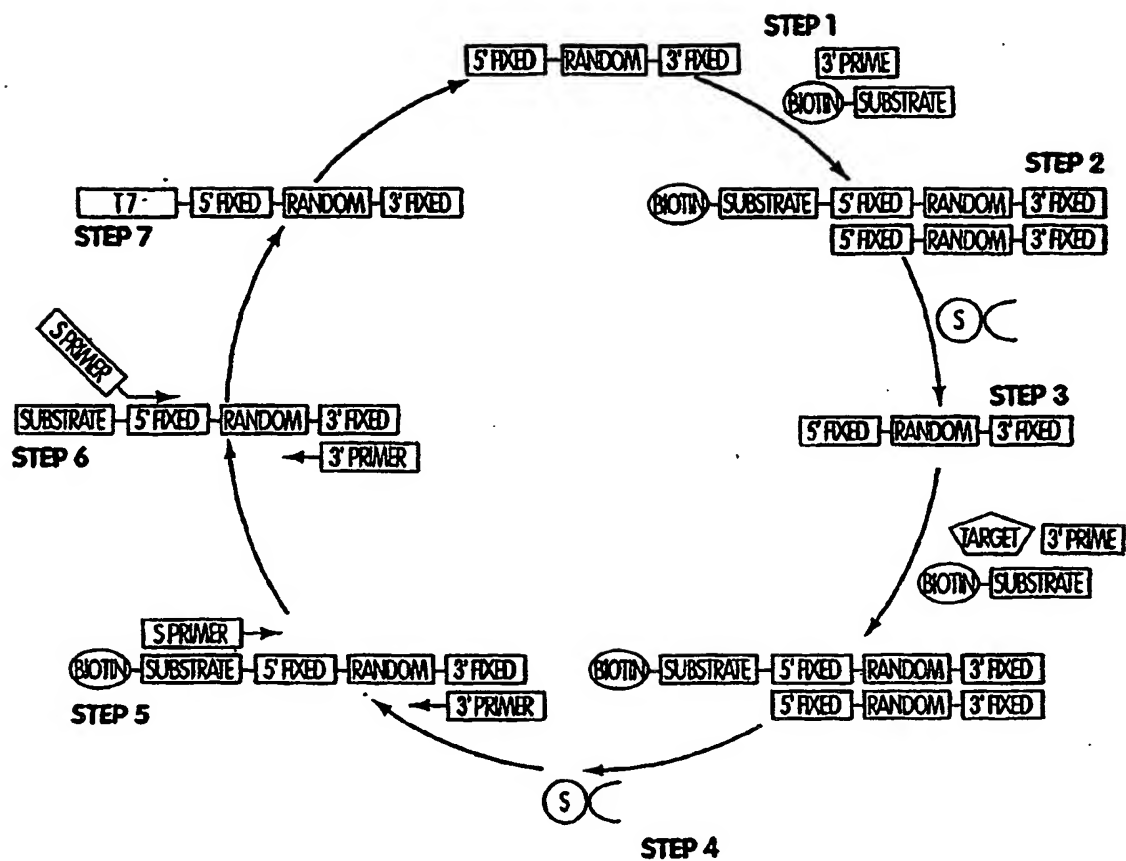 STEP 1
5' FIXED RANDOM 3' FIXED
3' PRIME
BIOTIN SUBSTRATE
STEP 2
BIOTIN SUBSTRATE 5' FIXED RANDOM 3' FIXED
5' FIXED RANDOM 3' FIXED
S
STEP 3
5' FIXED RANDOM 3' FIXED
TARGET 3' PRIME
BIOTIN SUBSTRATE
BIOTIN SUBSTRATE 5' FIXED RANDOM 3' FIXED
5' FIXED RANDOM 3' FIXED
S
STEP 4
S PRIMER
BIOTIN SUBSTRATE 5' FIXED RANDOM 3' FIXED
STEP 5
3' PRIMER
S PRIMER
SUBSTRATE 5' FIXED RANDOM 3' FIXED
STEP 6
3' PRIMER
T7- 5' FIXED RANDOM 3' FIXED
STEP 7